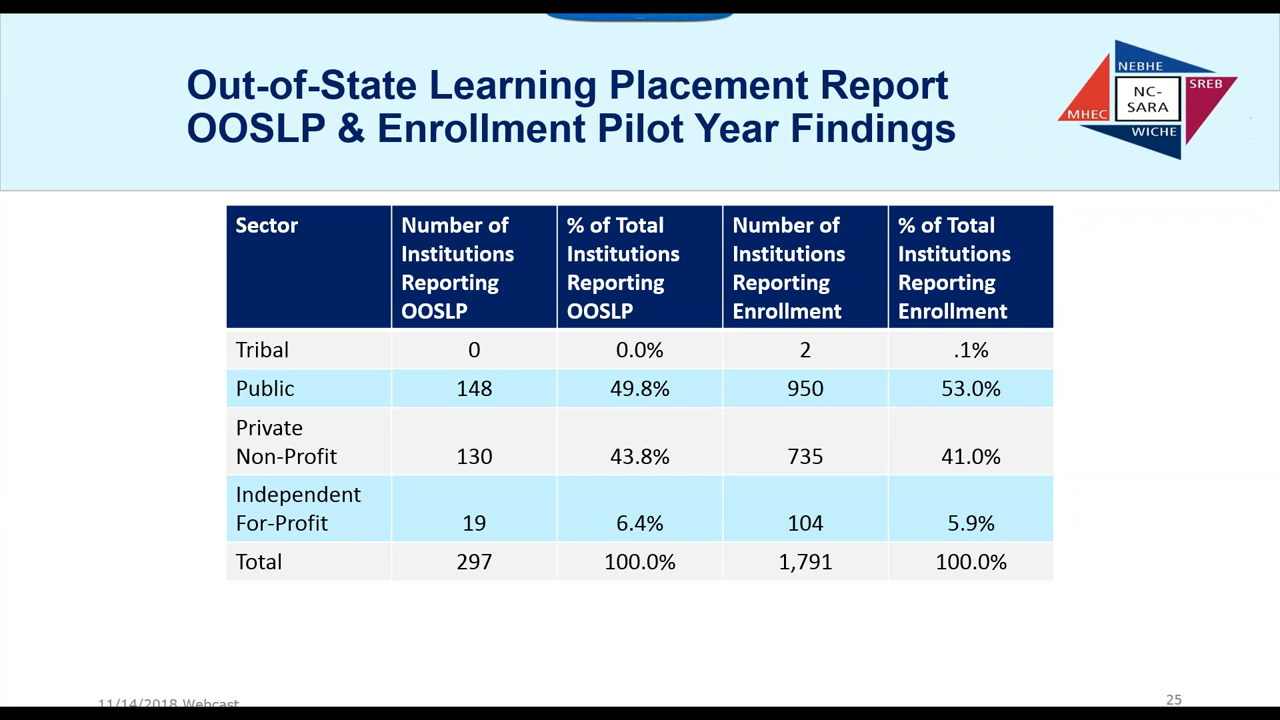 Out-of-State Learning Placement Report
OOSLP & Enrollment Pilot Year Findings
NEBHE
SREB
NC-
SARA
MHEC
WICHE
Sector
Number of
Institutions
Reporting
OOSLP
% of Total
Institutions
Reporting
OOSLP
Number of
Institutions
Reporting
Enrollment
% of Total
Institutions
Reporting
Enrollment
Tribal 0 0.0% 2 .1%
Public 148 49.8% 950 53.0%
Private
Non-Profit 130 43.8% 735 41.0%
Independent
For-Profit 19 6.4% 104 5.9%
Total 297 100.0% 1,791 100.0%
11/14/2018 Webcast
25